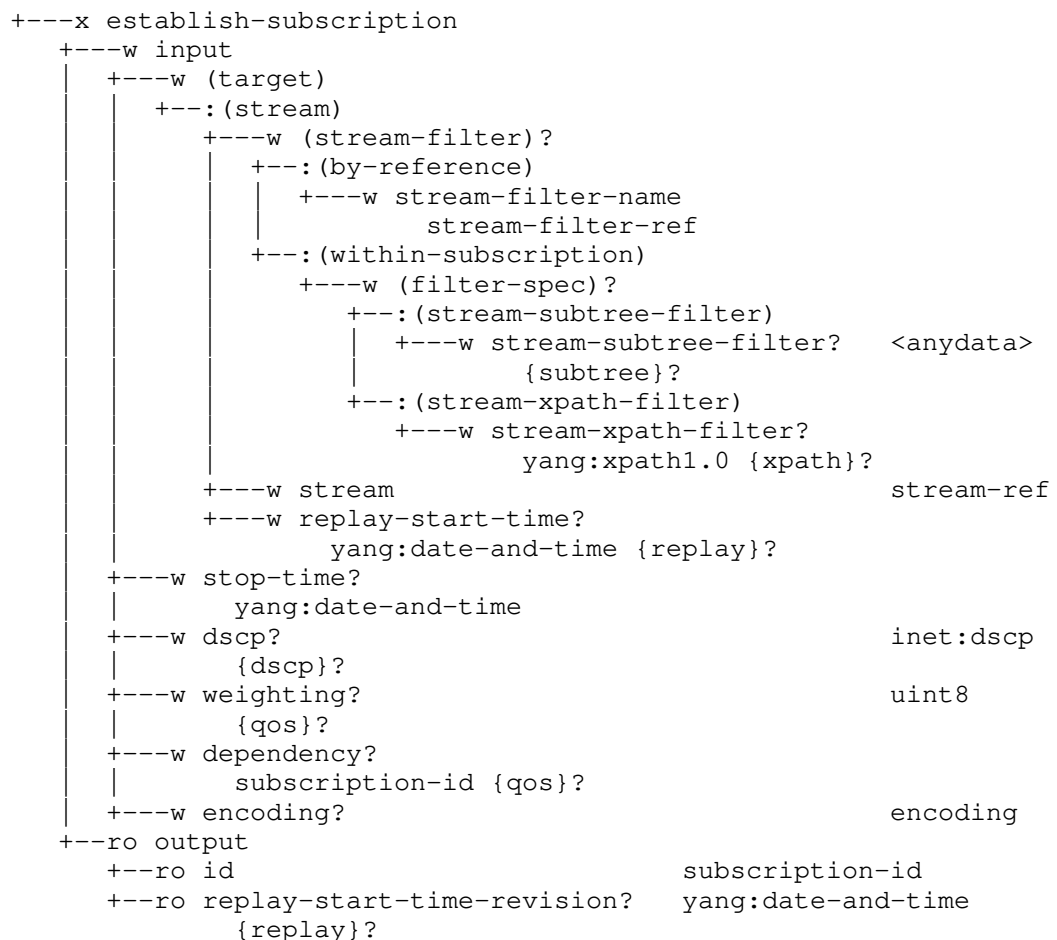 +---x establish-subscription
   +---w input
   |  +---w (target)
   |  |  +--:(stream)
   |  |     +---w (stream-filter)?
   |  |     |  +--:(by-reference)
   |  |     |  |  +---w stream-filter-name
   |  |     |  |          stream-filter-ref
   |  |     |  +--:(within-subscription)
   |  |     |     +---w (filter-spec)?
   |  |     |        +--:(stream-subtree-filter)
   |  |     |        |  +---w stream-subtree-filter?   <anydata>
   |  |     |        |          {subtree}?
   |  |     |        +--:(stream-xpath-filter)
   |  |     |           +---w stream-xpath-filter?
   |  |     |                   yang:xpath1.0 {xpath}?
   |  |     +---w stream                               stream-ref
   |  |     +---w replay-start-time?
   |  |             yang:date-and-time {replay}?
   |  +---w stop-time?
   |  |       yang:date-and-time
   |  +---w dscp?                                      inet:dscp
   |  |       {dscp}?
   |  +---w weighting?                                 uint8
   |  |       {qos}?
   |  +---w dependency?
   |  |       subscription-id {qos}?
   |  +---w encoding?                                  encoding
   +--ro output
      +--ro id                            subscription-id
      +--ro replay-start-time-revision?   yang:date-and-time
              {replay}?